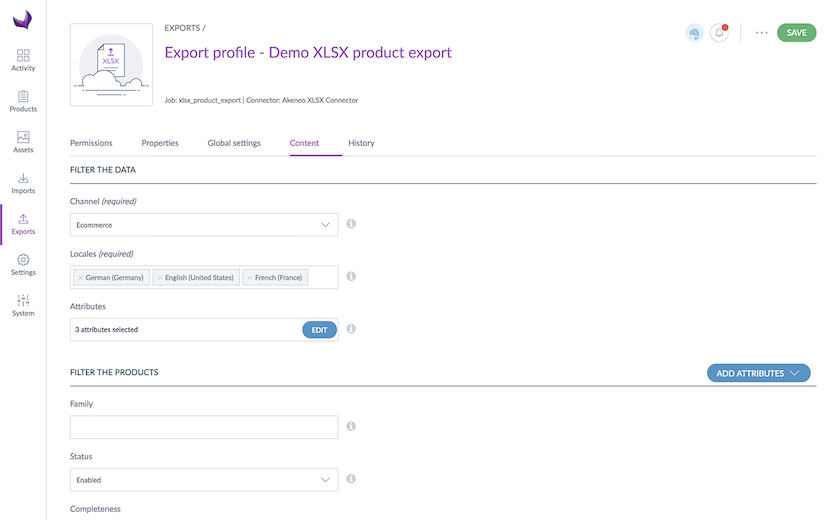 EXPORTS /
Export profile - Demo XLSX product export
SAVE
XLSX
Job: xlsx_product_export | Connector: Akeneo XLSX Connector
Activity
Products
Assets
Imports
Exports
Settings
System
Permissions Properties Global settings Content History
FILTER THE DATA
Channel (required)
Ecommerce
Locales (required)
× German (Germany) × English (United States) × French (France)
Attributes
3 attributes selected EDIT
FILTER THE PRODUCTS ADD ATTRIBUTES
Family
Status
Enabled
Completeness